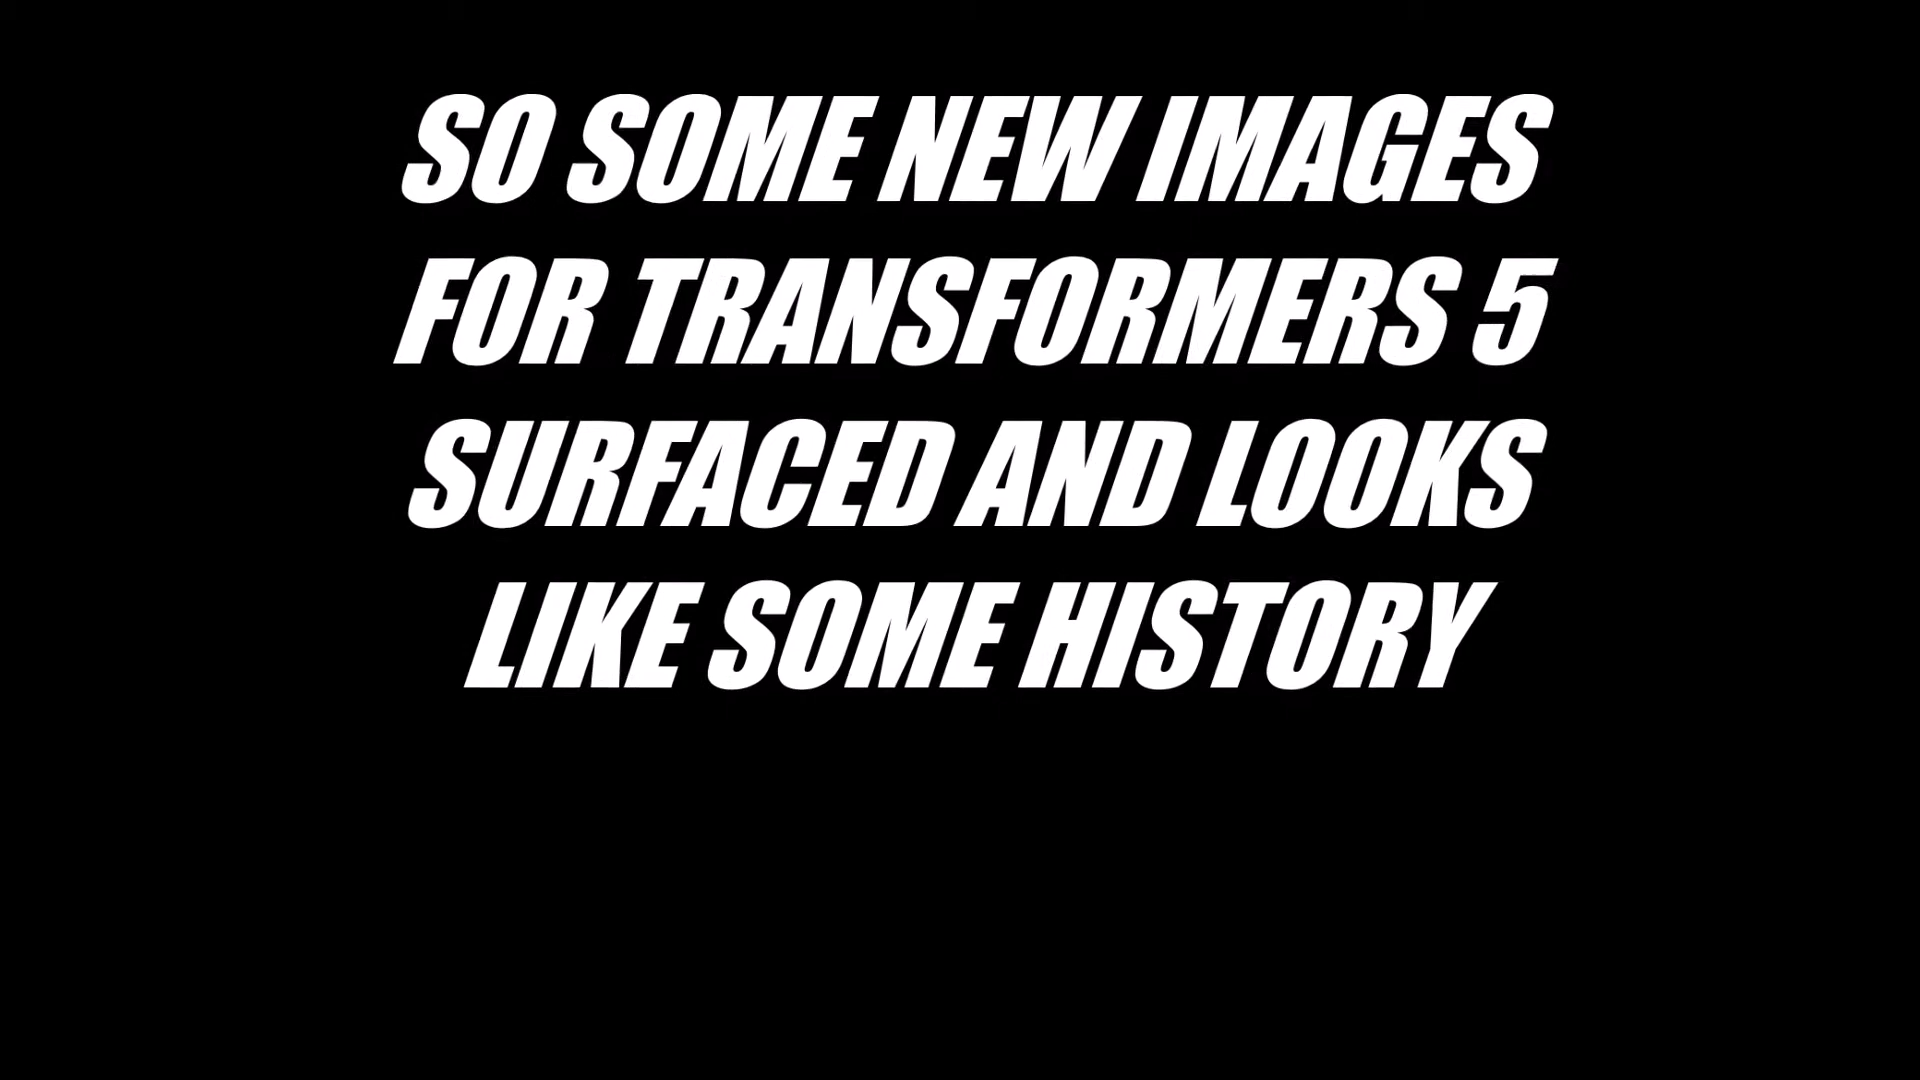 SO SOME NEW IMAGES
FOR TRANSFORMERS 5
SURFACED AND LOOKS
LIKE SOME HISTORY